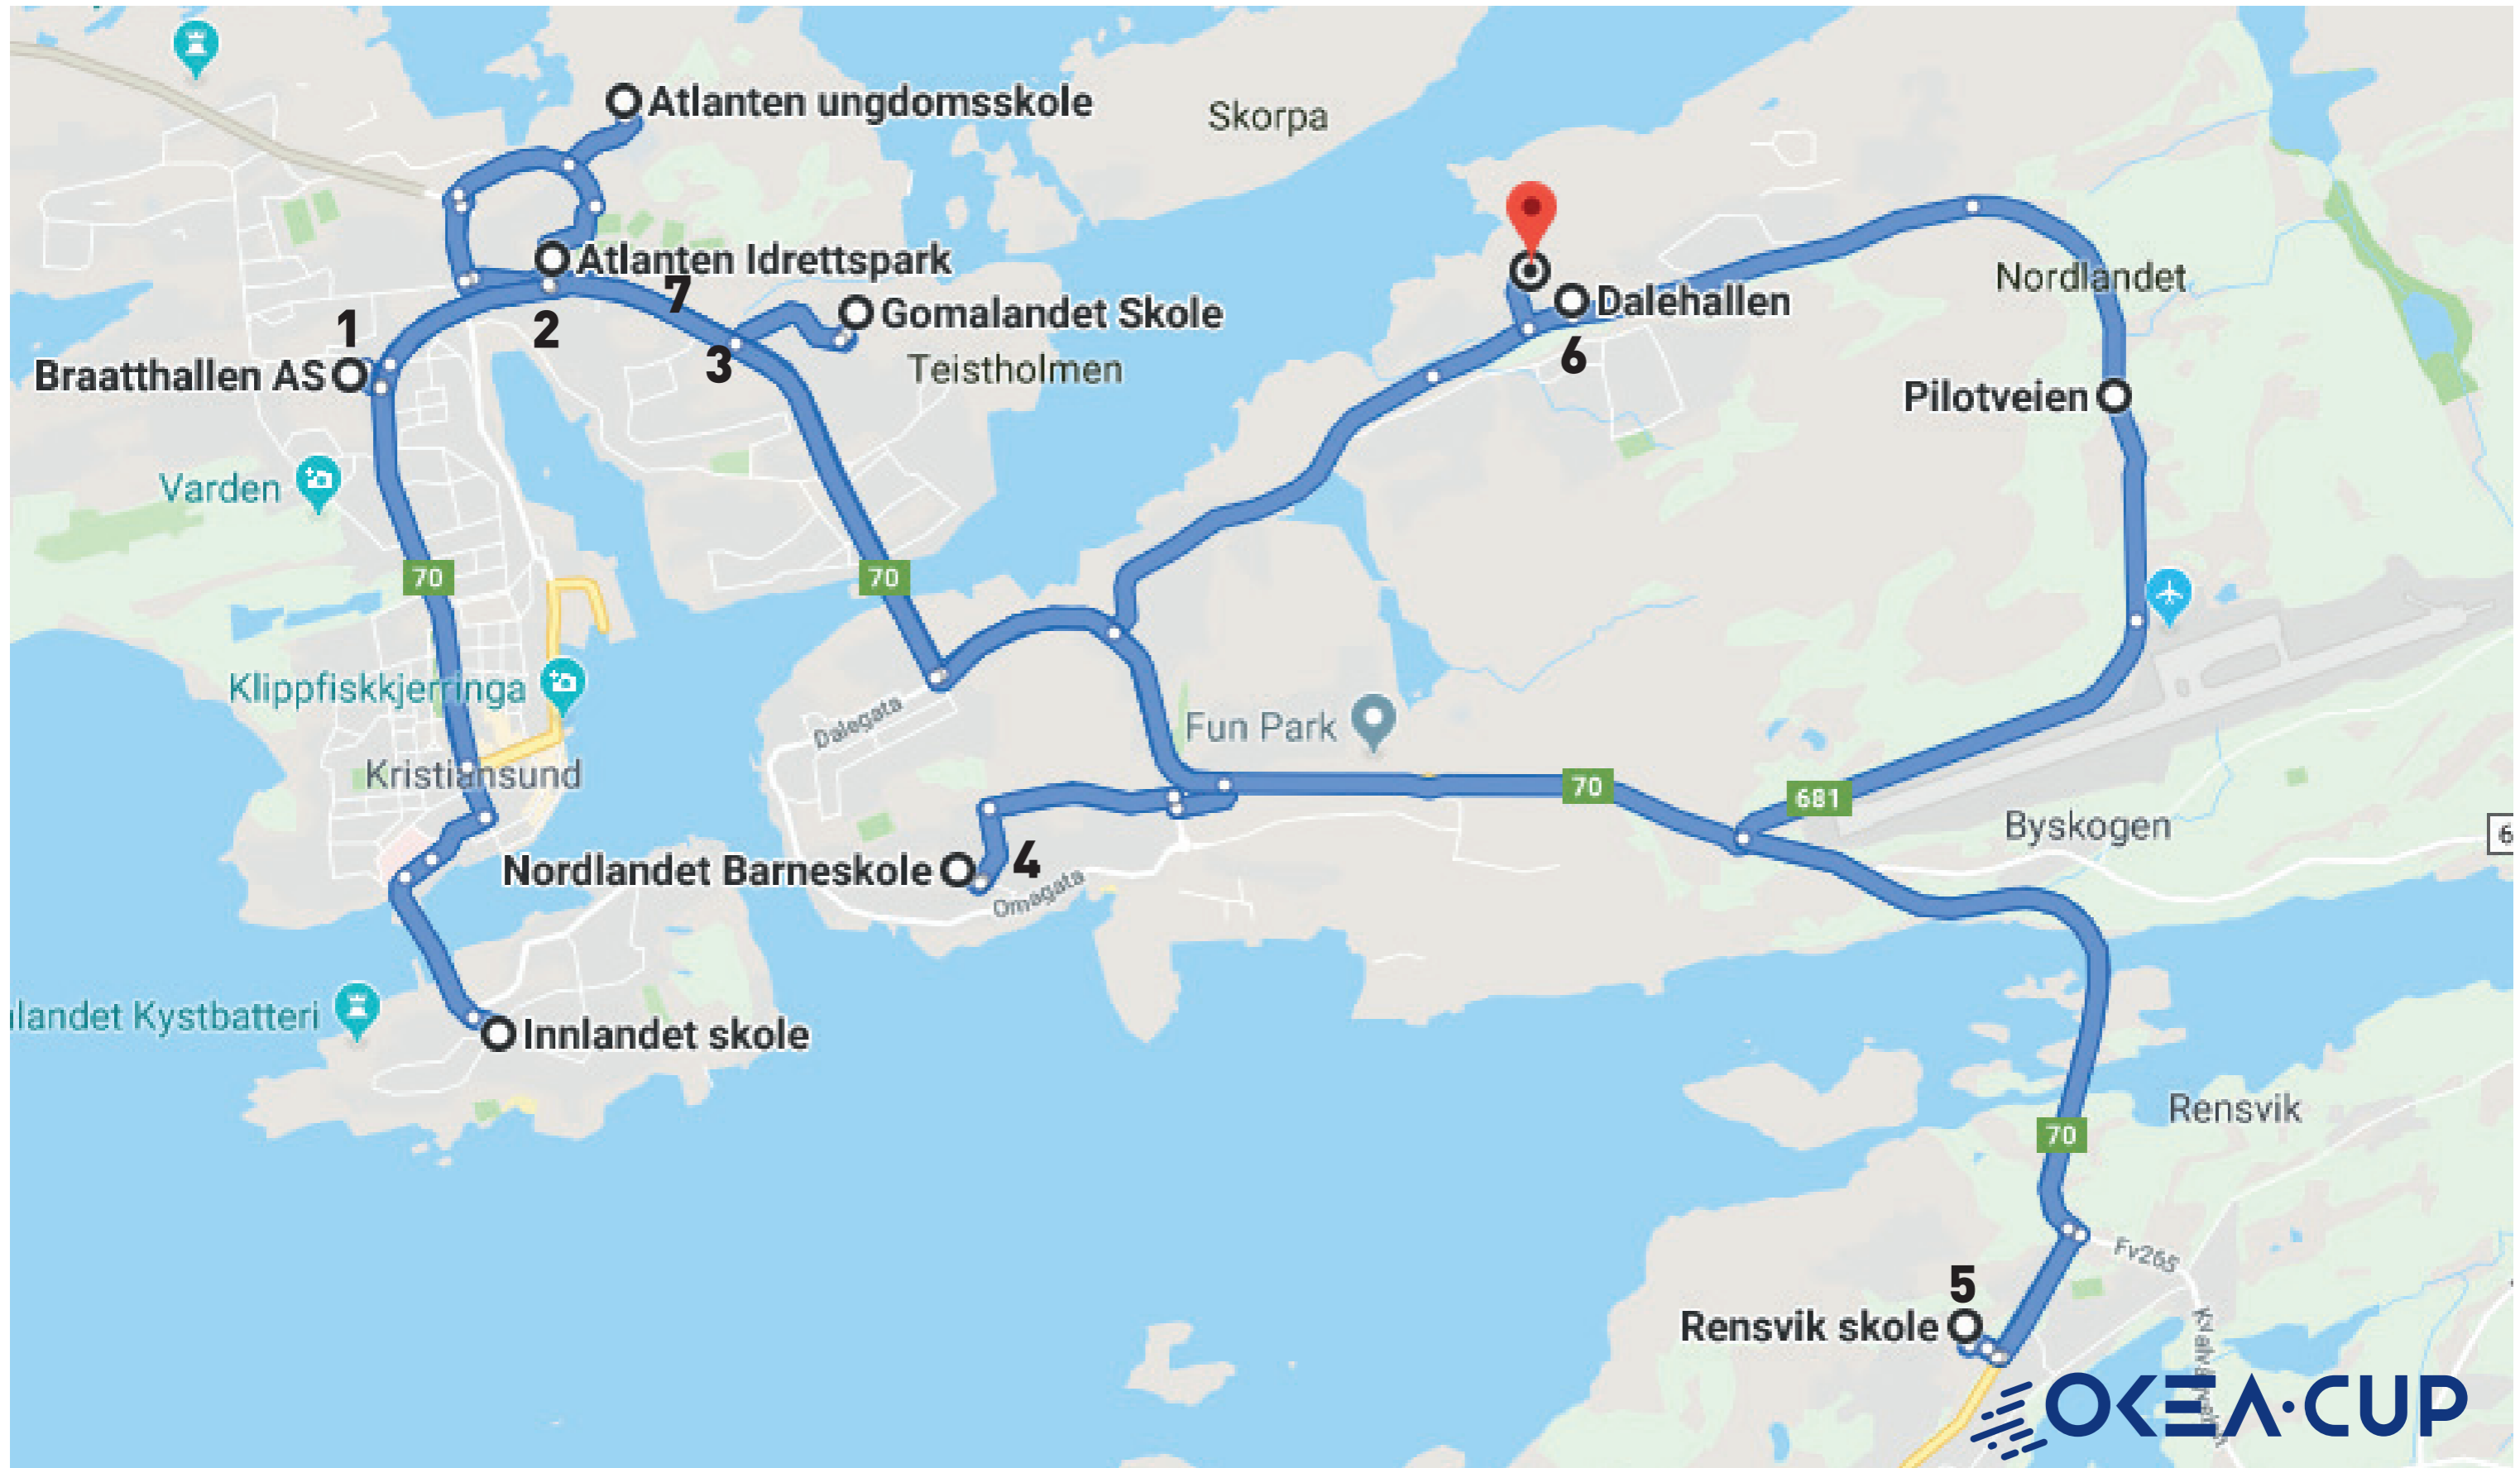 Atlanten ungdomsskole
Skorpa
Atlanten Idrettspark
7
Gomalandet Skole
Dalehallen
Nordlandet
1
2
3
6
Braatthallen AS
Teistholmen
Pilotveien
Varden
70
70
Klippfiskkjerringa
Dalegata
Fun Park
Kristiansund
70
681
Byskogen
6
Nordlandet Barneskole
4
Omagata
landet Kystbatteri
Innlandet skole
Rensvik
70
Fv265
5
Rensvik skole
OKEA·CUP